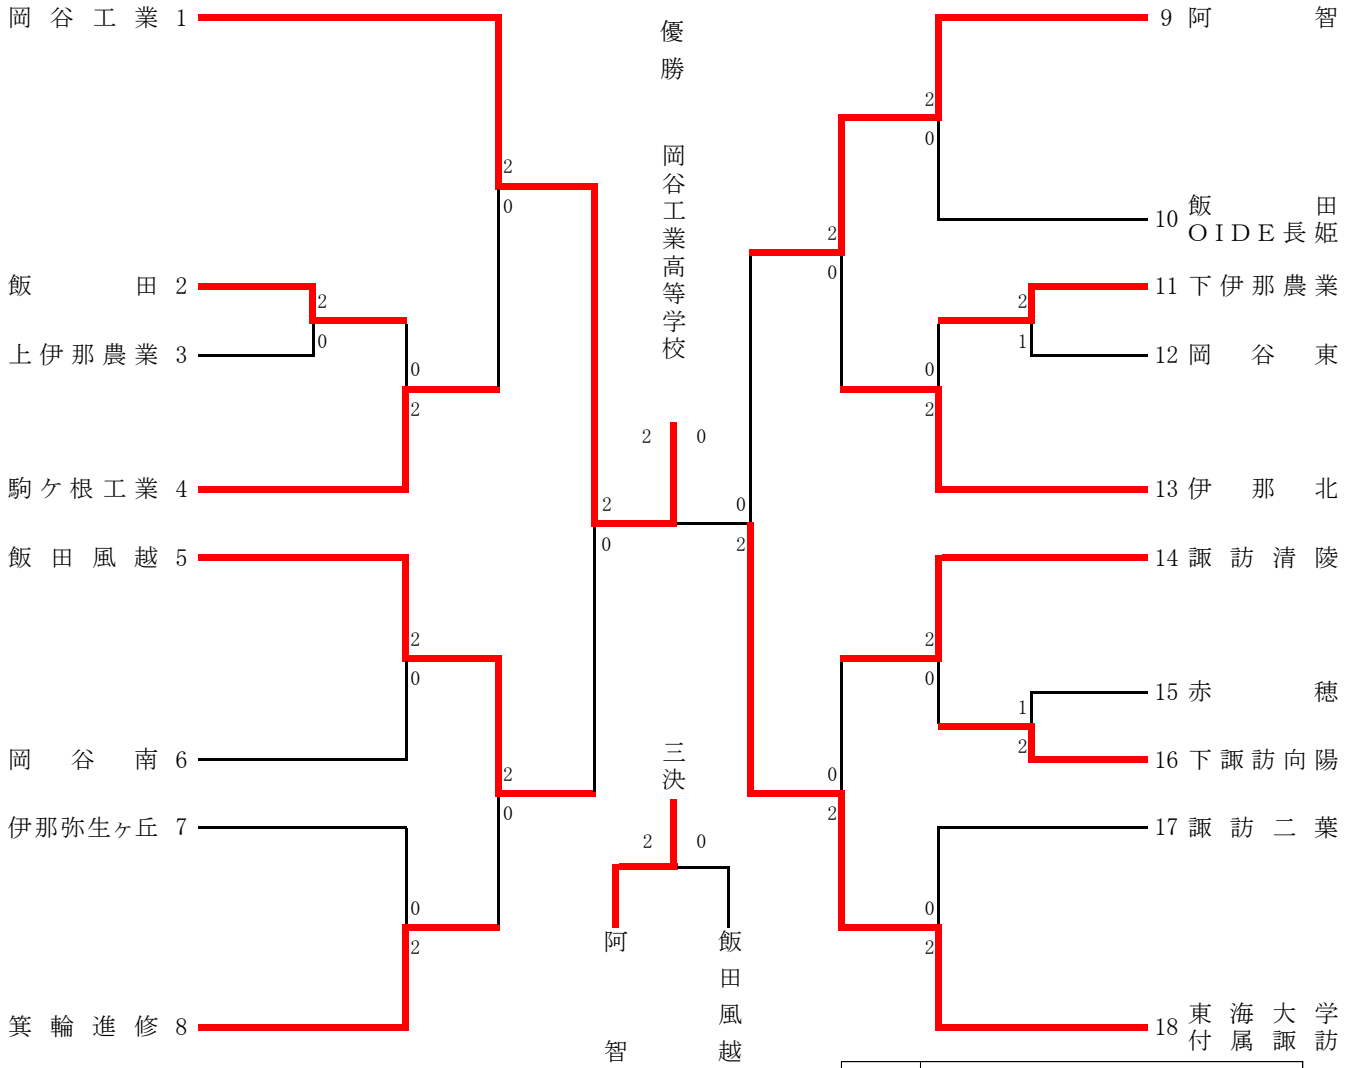 岡谷工業 1
2
0
飯田 2
2
0
上伊那農業 3
0
2
駒ケ根工業 4
2
0
飯田風越 5
2
0
岡谷南 6
2
0
伊那弥生ヶ丘 7
0
2
箕輪進修 8
優勝 岡谷工業高等学校
2 0
三決
2 0
阿智
飯田風越
9 阿智
2
0
10 飯田
OIDE長姫
2
0
11 下伊那農業
2
1
12 岡谷東
0
2
13 伊那北
0
2
14 諏訪清陵
2
0
15 赤穂
1
2
16 下諏訪向陽
0
2
17 諏訪二葉
0
2
18 東海大学
付属諏訪